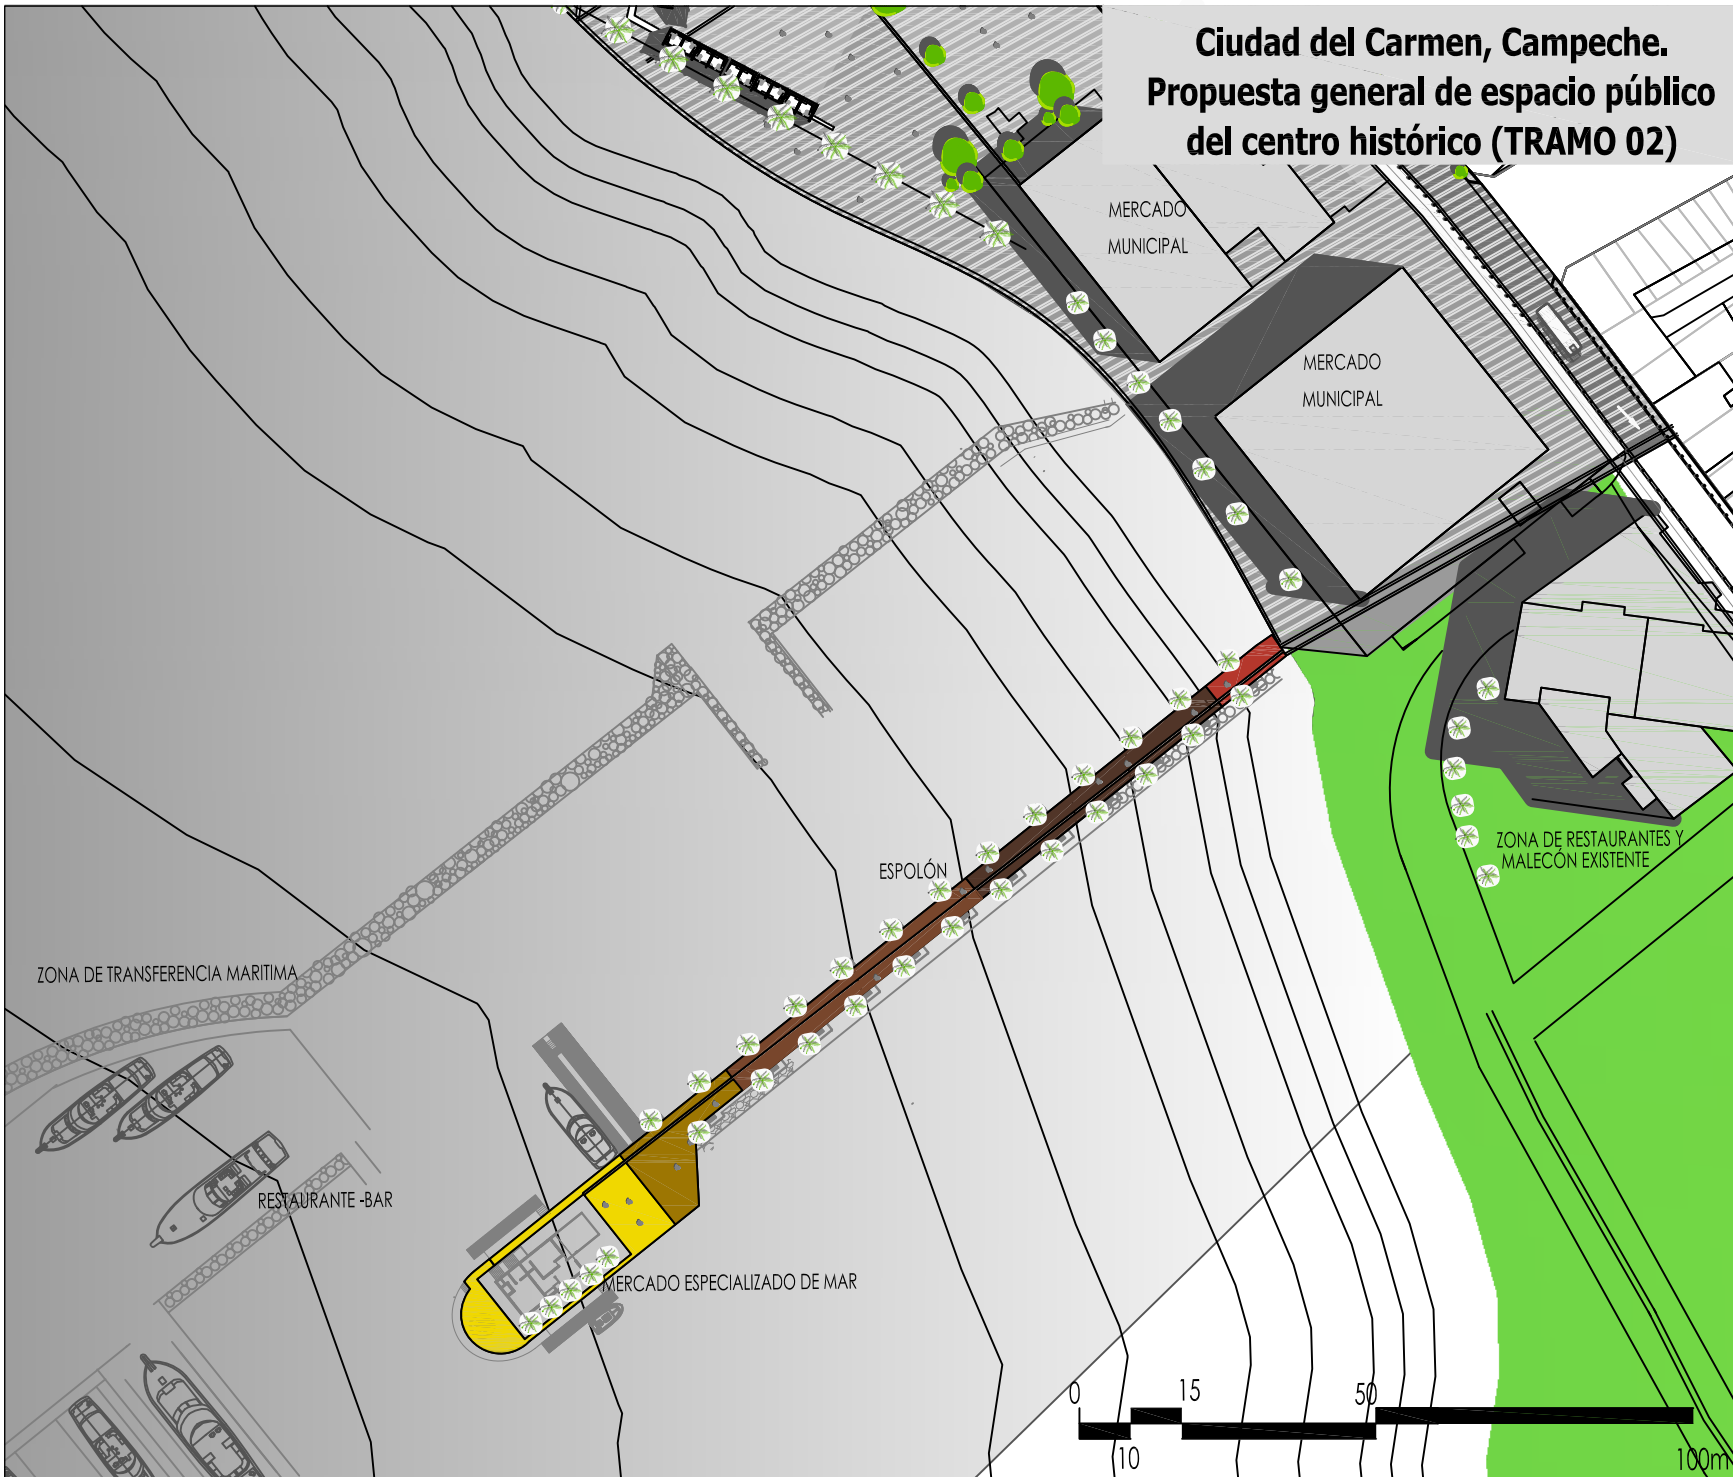 Ciudad del Carmen, Campeche.
Propuesta general de espacio público
del centro histórico (TRAMO 02)
MERCADO
MUNICIPAL
MERCADO
MUNICIPAL
ZONA DE RESTAURANTES Y
MALECÓN EXISTENTE
ESPOLÓN
ZONA DE TRANSFERENCIA MARITIMA
RESTAURANTE -BAR
MERCADO ESPECIALIZADO DE MAR
0 15 50
10 100m